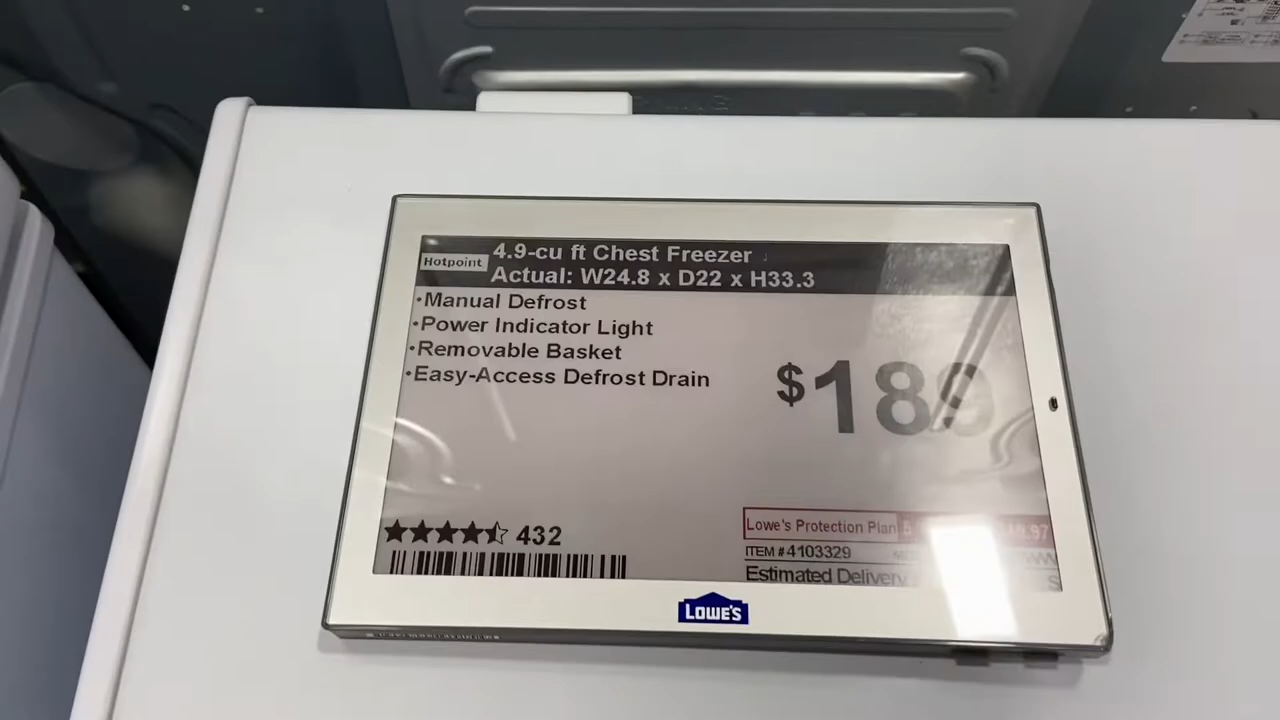 Hotpoint
4.9-cu ft Chest Freezer
Actual: W24.8 x D22 x H33.3
•Manual Defrost
•Power Indicator Light
•Removable Basket
•Easy-Access Defrost Drain
$189
432
Lowe's Protection Plan
ITEM # 4103329
Estimated Delivery
LOWE'S